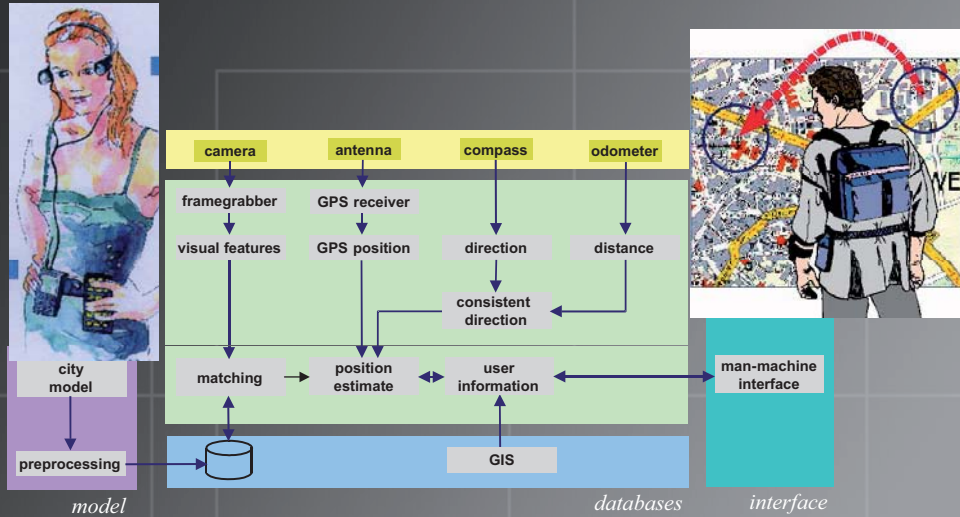 camera
antenna
compass
odometer
framegrabber
GPS receiver
visual features
GPS position
direction
distance
consistent
direction
city
model
matching
position
estimate
user
information
man-machine
interface
preprocessing
GIS
model
databases
interface
WE